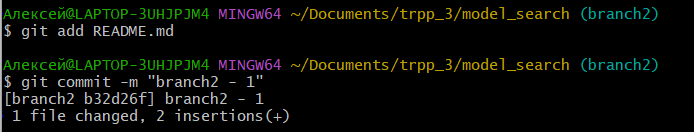 Алексей@LAPTOP-3UHJPJM4 MINGW64 ~/Documents/trpp_3/model_search (branch2)
$ git add README.md
Алексей@LAPTOP-3UHJPJM4 MINGW64 ~/Documents/trpp_3/model_search (branch2)
$ git commit -m "branch2 - 1"
[branch2 b32d26f] branch2 - 1
1 file changed, 2 insertions(+)